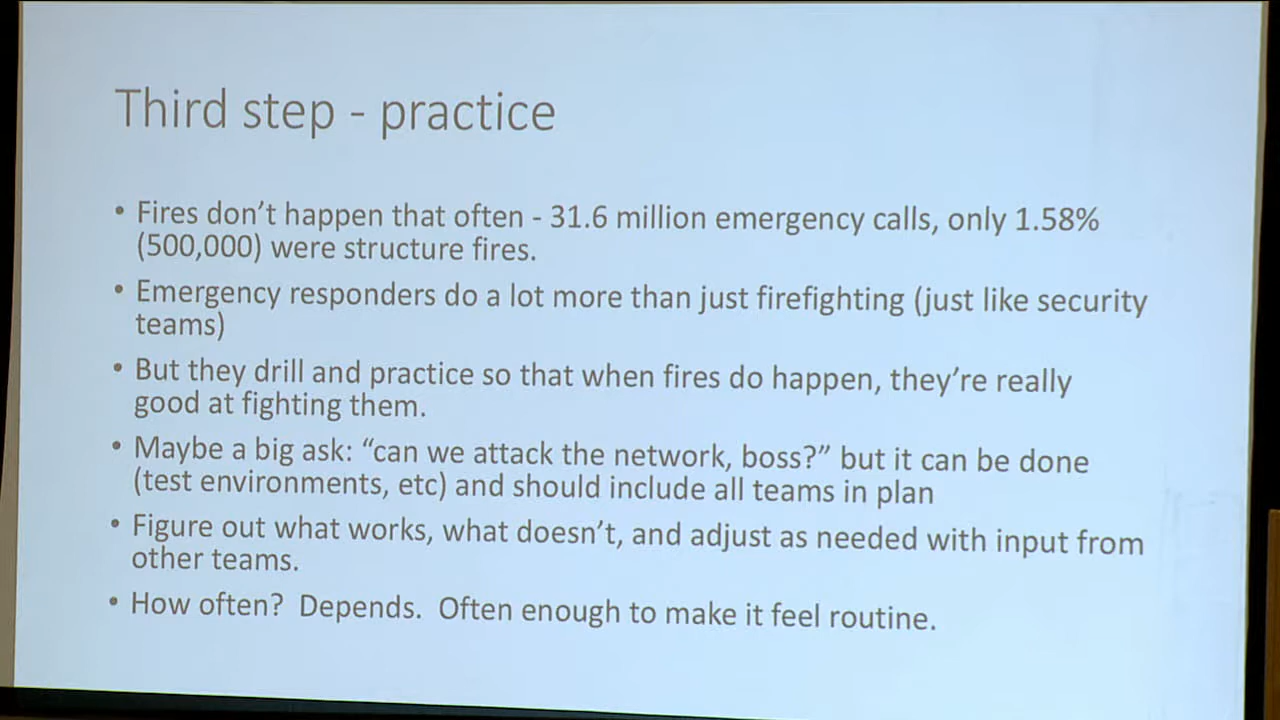 Third step - practice
• Fires don’t happen that often - 31.6 million emergency calls, only 1.58%
(500,000) were structure fires.
• Emergency responders do a lot more than just firefighting (just like security
teams)
• But they drill and practice so that when fires do happen, they’re really
good at fighting them.
• Maybe a big ask: “can we attack the network, boss?” but it can be done
(test environments, etc) and should include all teams in plan
• Figure out what works, what doesn’t, and adjust as needed with input from
other teams.
• How often?  Depends.  Often enough to make it feel routine.